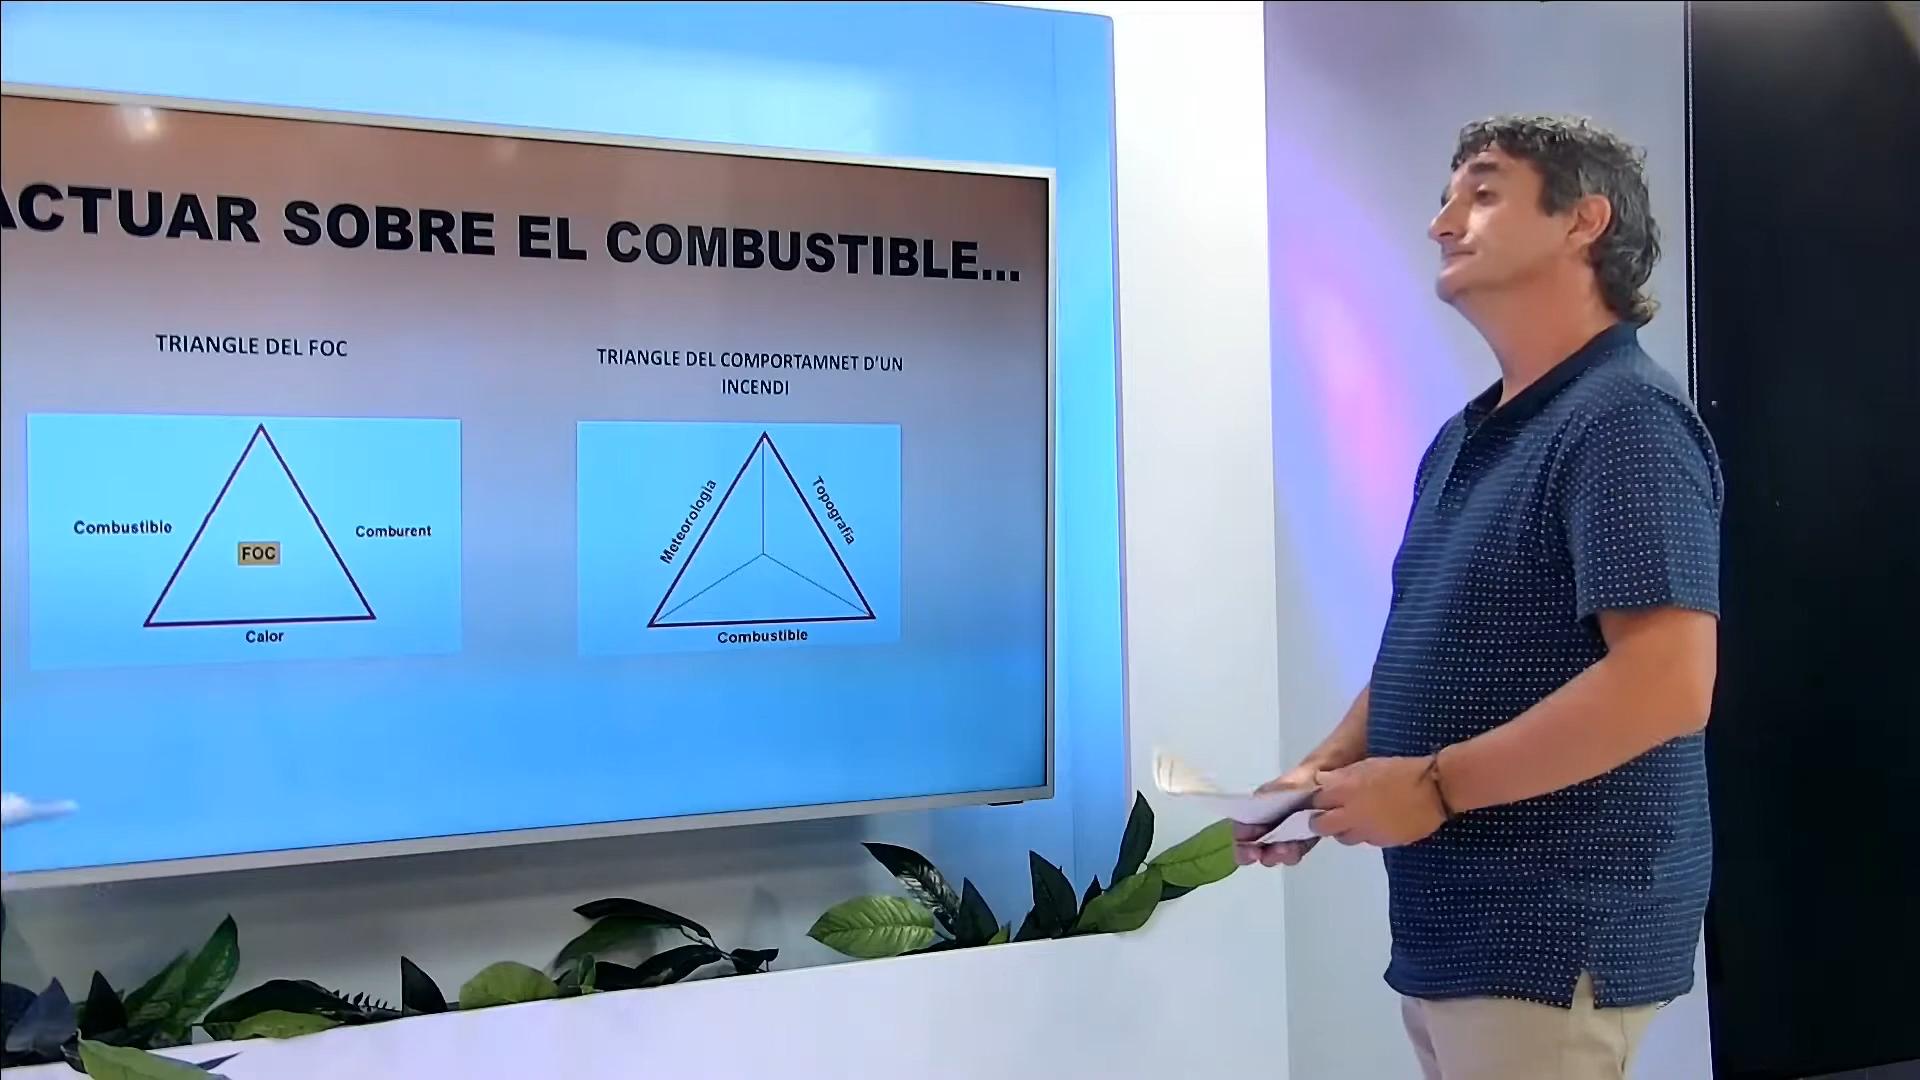 ACTUAR SOBRE EL COMBUSTIBLE...
TRIANGLE DEL FOC
Combustible
Comburent
FOC
Calor
TRIANGLE DEL COMPORTAMNET D'UN
INCENDI
Meteorologia
Topografia
Combustible